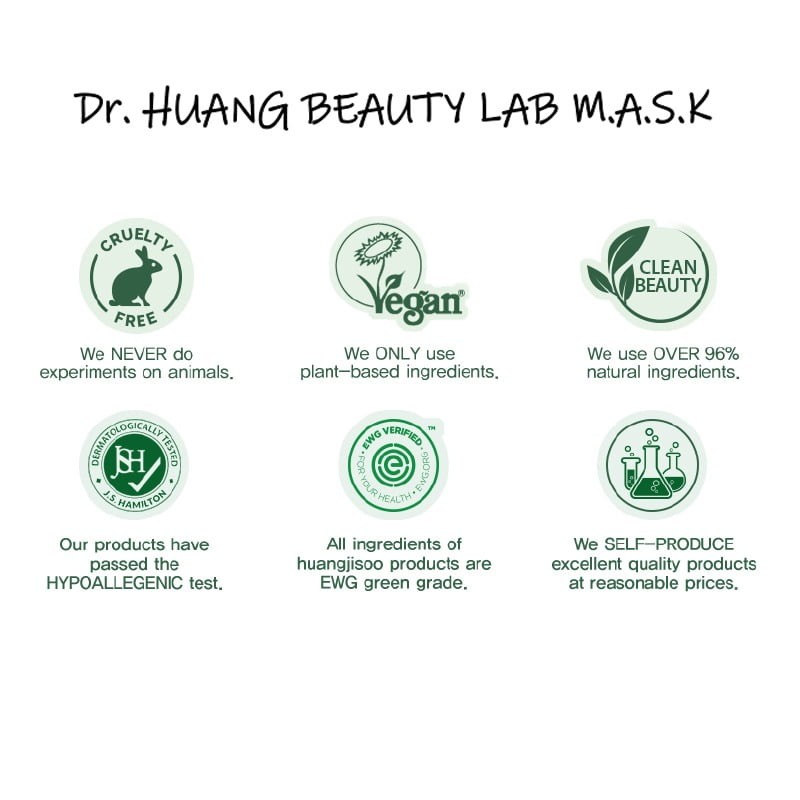 Dr. HUANG BEAUTY LAB M.A.S.K
CRUELTY
FREE
We NEVER do
experiments on animals.
Vegan®
We ONLY use
plant-based ingredients.
CLEAN
BEAUTY
We use OVER 96%
natural ingredients.
DERMATOLOGICALLY TESTED
JSH
J.S. HAMILTON
Our products have
passed the
HYPOALLEGENIC test.
EWG VERIFIED ™
• FOR YOUR HEALTH • EWG.ORG •
e
All ingredients of
huangjisoo products are
EWG green grade.
We SELF-PRODUCE
excellent quality products
at reasonable prices.